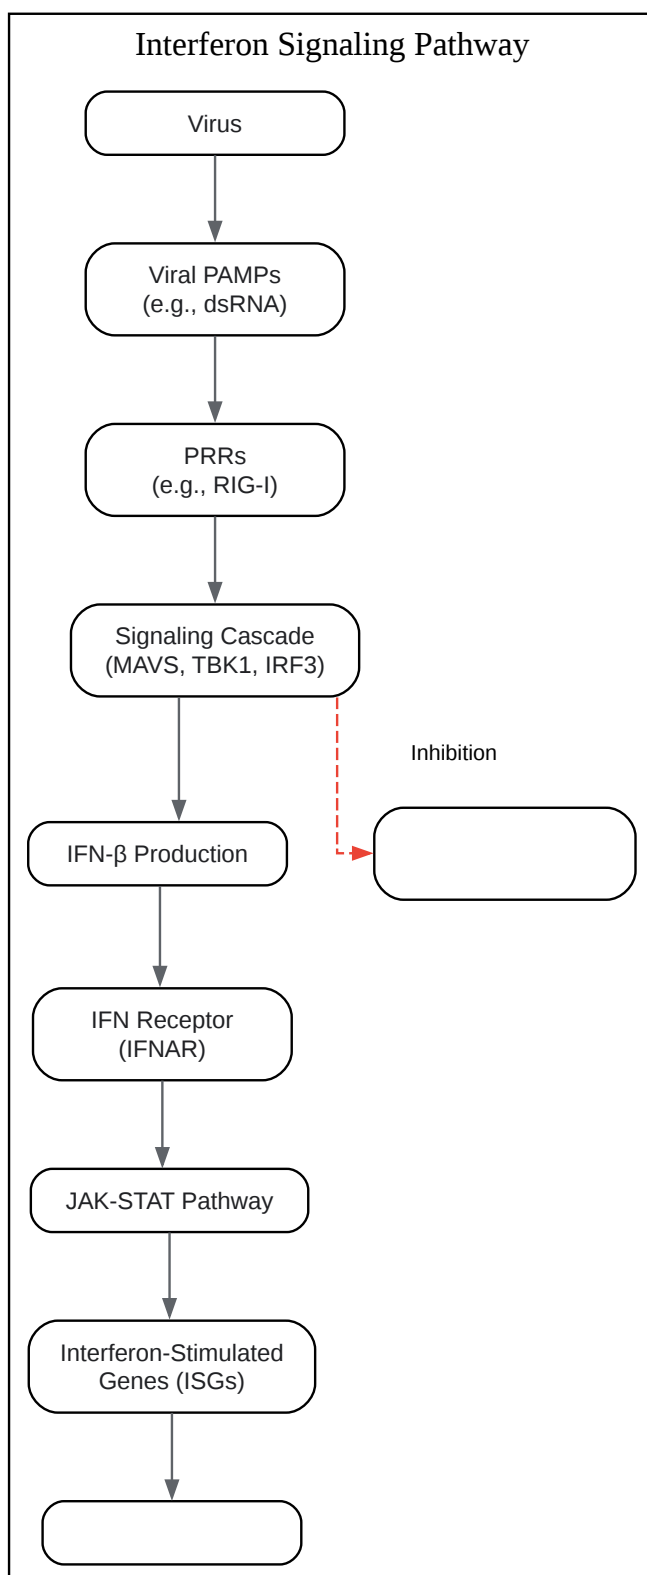 Interferon Signaling Pathway
Virus
Viral PAMPs
(e.g., dsRNA)
PRRs
(e.g., RIG-I)
Signaling Cascade
(MAVS, TBK1, IRF3)
Inhibition
IFN-β Production
IFN Receptor
(IFNAR)
JAK-STAT Pathway
Interferon-Stimulated
Genes (ISGs)